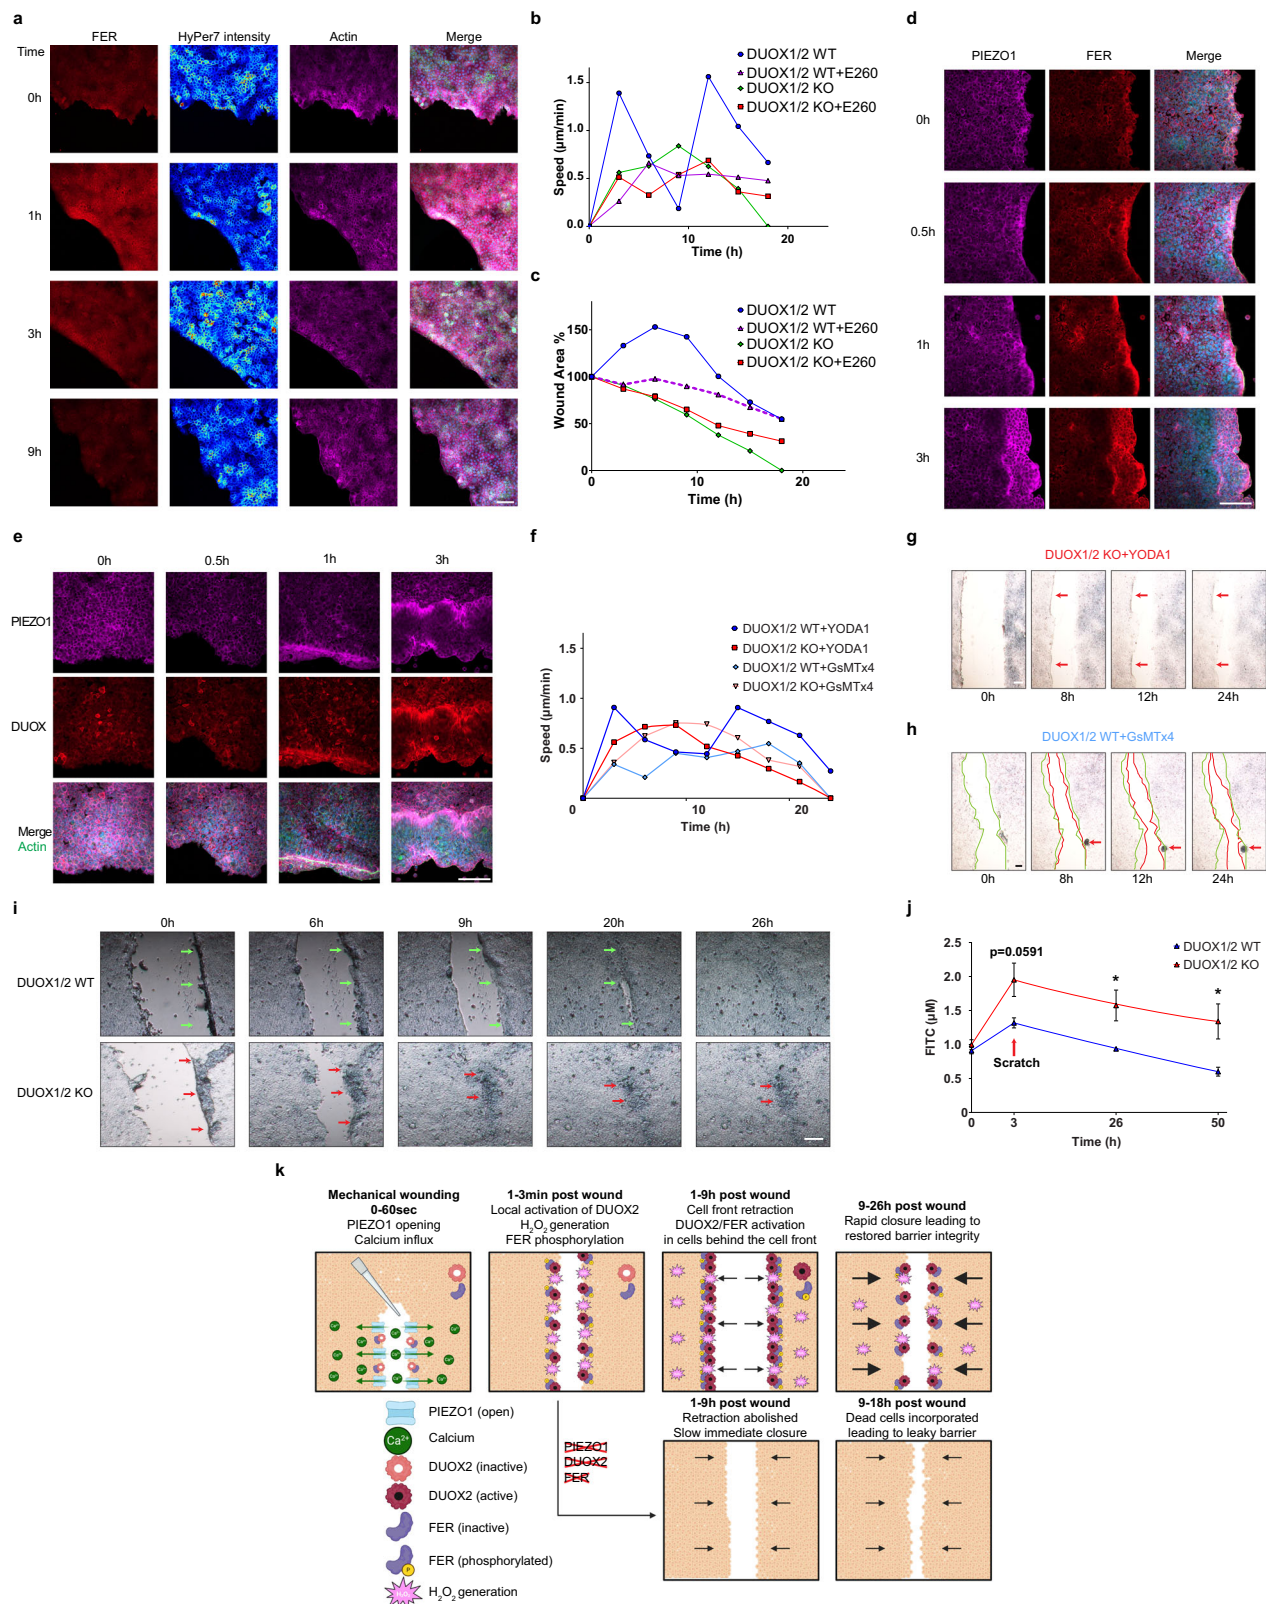 a
FER
HyPer7 intensity
Actin
Merge
Time
0h
1h
3h
9h
b
DUOX1/2 WT
DUOX1/2 WT+E260
DUOX1/2 KO
DUOX1/2 KO+E260
Speed (µm/min)
1.5
1.0
0.5
0.0
0
10
20
Time (h)
c
DUOX1/2 WT
DUOX1/2 WT+E260
DUOX1/2 KO
DUOX1/2 KO+E260
Wound Area %
150
100
50
0
0
10
20
Time (h)
d
PIEZO1
FER
Merge
0h
0.5h
1h
3h
e
0h
0.5h
1h
3h
PIEZO1
DUOX
Merge
Actin
f
DUOX1/2 WT+YODA1
DUOX1/2 KO+YODA1
DUOX1/2 WT+GsMTx4
DUOX1/2 KO+GsMTx4
Speed (µm/min)
1.5
1.0
0.5
0
10
20
Time (h)
g
DUOX1/2 KO+YODA1
0h
8h
12h
24h
h
DUOX1/2 WT+GsMTx4
0h
8h
12h
24h
i
0h
6h
9h
20h
26h
DUOX1/2 WT
DUOX1/2 KO
j
DUOX1/2 WT
DUOX1/2 KO
FITC (µM)
2.5
2.0
1.5
1.0
0.5
0
p=0.0591
*
*
Scratch
0
3
26
50
Time (h)
k
Mechanical wounding
0-60sec
PIEZO1 opening
Calcium influx
1-3min post wound
Local activation of DUOX2
H₂O₂ generation
FER phosphorylation
1-9h post wound
Cell front retraction
DUOX2/FER activation
in cells behind the cell front
9-26h post wound
Rapid closure leading to
restored barrier integrity
PIEZO1 (open)
Ca²⁺
Calcium
DUOX2 (inactive)
DUOX2 (active)
FER (inactive)
P
FER (phosphorylated)
H₂O₂ generation
PIEZO1
DUOX2
FER
1-9h post wound
Retraction abolished
Slow immediate closure
9-18h post wound
Dead cells incorporated
leading to leaky barrier